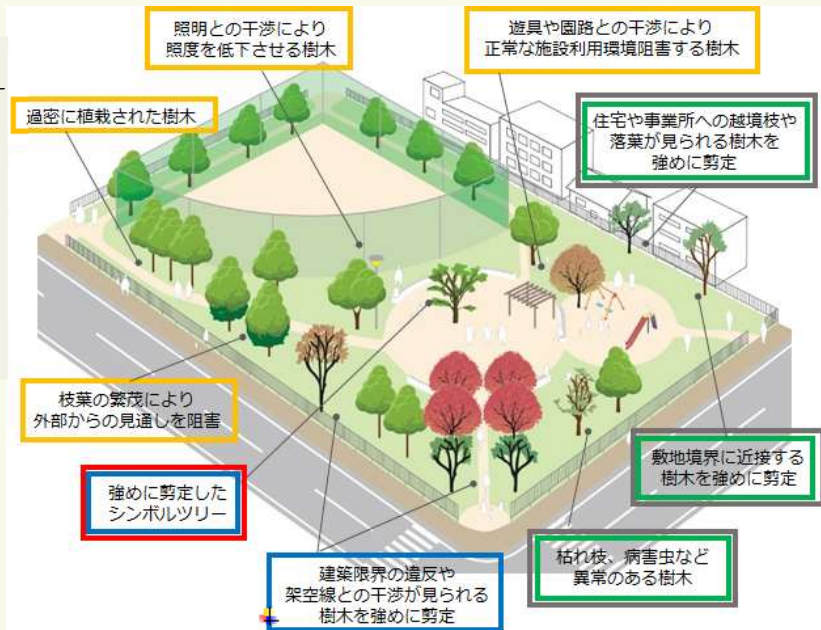 照明との干渉により
照度を低下させる樹木
遊具や園路との干渉により
正常な施設利用環境阻害する樹木
過密に植栽された樹木
住宅や事業所への越境枝や
落葉が見られる樹木を
強めに剪定
枝葉の繁茂により
外部からの見通しを阻害
敷地境界に近接する
樹木を強めに剪定
強めに剪定した
シンボルツリー
枯れ枝、病害虫など
異常のある樹木
建築限界の違反や
架空線との干渉が見られる
樹木を強めに剪定